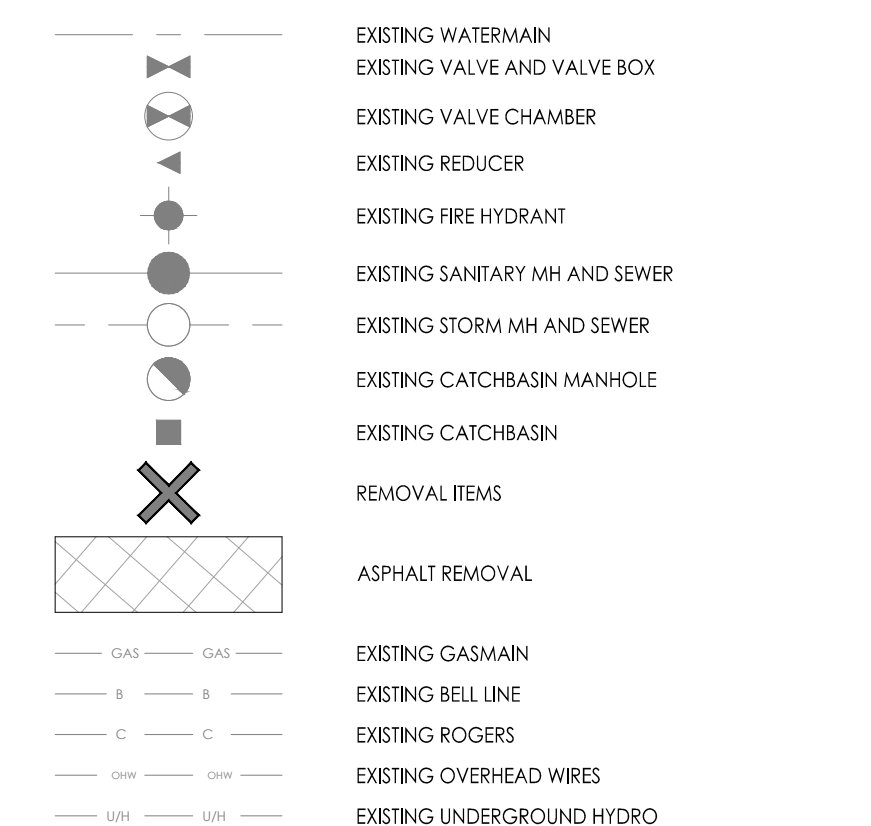 EXISTING WATERMAIN
EXISTING VALVE AND VALVE BOX
EXISTING VALVE CHAMBER
EXISTING REDUCER
EXISTING FIRE HYDRANT
EXISTING SANITARY MH AND SEWER
EXISTING STORM MH AND SEWER
EXISTING CATCHBASIN MANHOLE
EXISTING CATCHBASIN
REMOVAL ITEMS
ASPHALT REMOVAL
GAS GAS EXISTING GASMAIN
B B EXISTING BELL LINE
C C EXISTING ROGERS
OHW OHW EXISTING OVERHEAD WIRES
U/H U/H EXISTING UNDERGROUND HYDRO